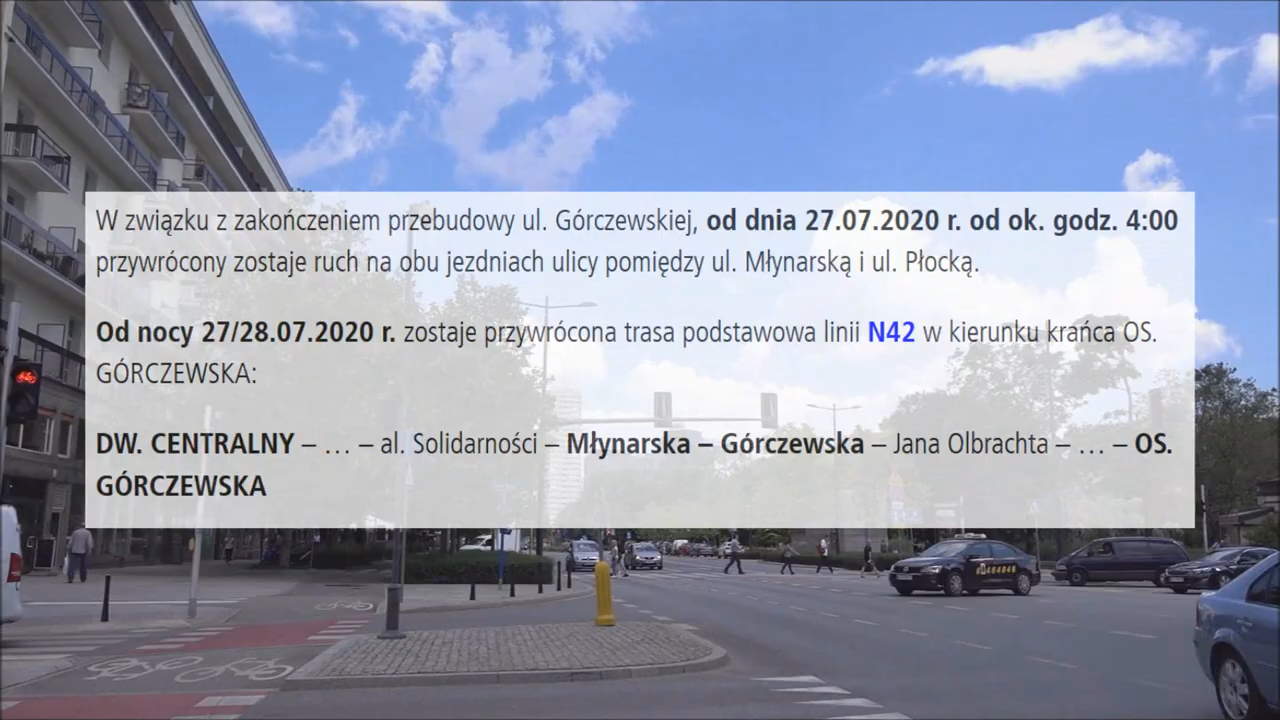 W związku z zakończeniem przebudowy ul. Górczewskiej, od dnia 27.07.2020 r. od ok. godz. 4:00
przywrócony zostaje ruch na obu jezdniach ulicy pomiędzy ul. Młynarską i ul. Płocką.
Od nocy 27/28.07.2020 r. zostaje przywrócona trasa podstawowa linii N42 w kierunku krańca OS.
GÓRCZEWSKA:
DW. CENTRALNY – … – al. Solidarności – Młynarska – Górczewska – Jana Olbrachta – … – OS.
GÓRCZEWSKA